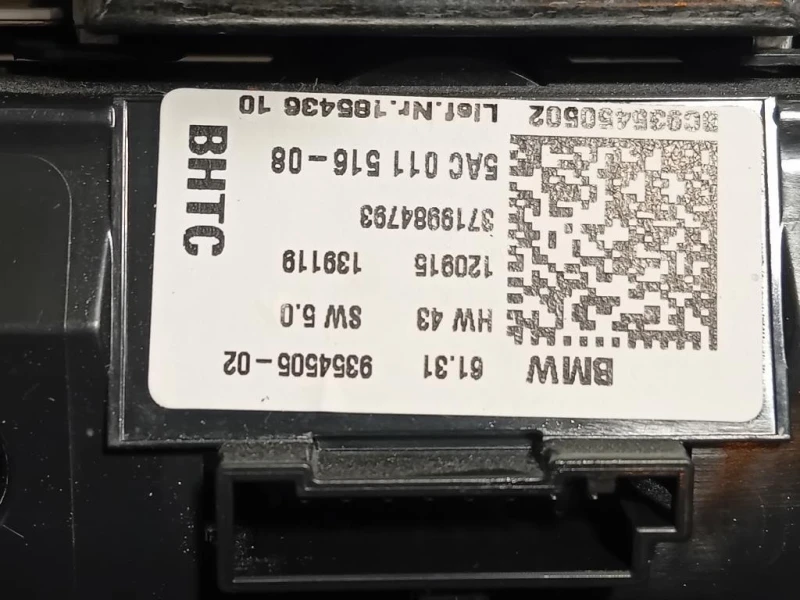 BMW 61.31 9354505-02
HW 43 SW 5.0
120915 139119
3719984793
5AC 011 516-08
BC935450502 Lief.Nr.185436 10
BHTC